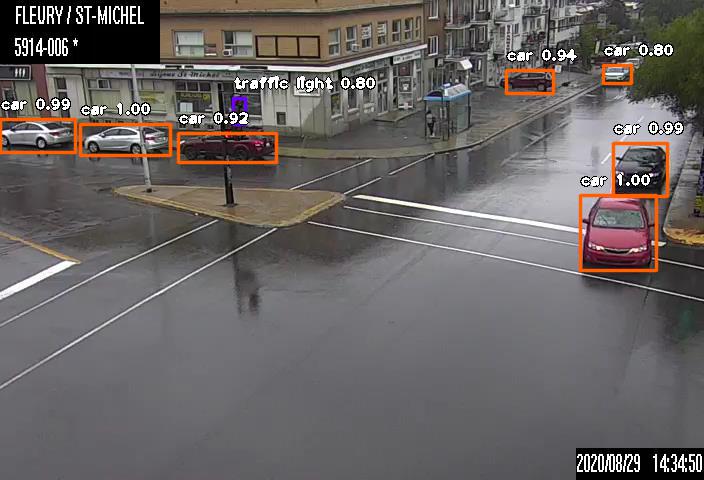 FLEURY / ST-MICHEL
5914-006 *
car 0.94
car 0.80
traffic light 0.80
car 0.99
car 1.00
car 0.92
car 0.99
car 1.00
2020/08/29 14:34:50